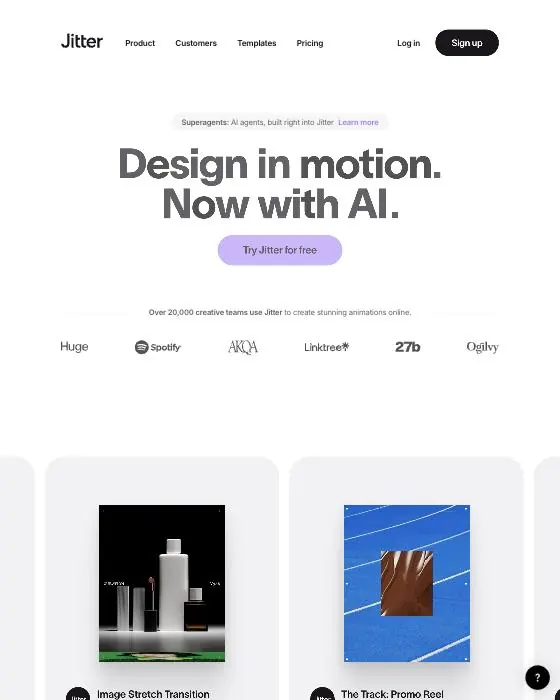 Jitter
Product Customers Templates Pricing Log in Sign up
Superagents: AI agents, built right into Jitter Learn more
Design in motion.
Now with AI.
Try Jitter for free
Over 20,000 creative teams use Jitter to create stunning animations online.
Huge Spotify AKQA Linktree 27b Ogilvy
Image Stretch Transition
The Track: Promo Reel
?